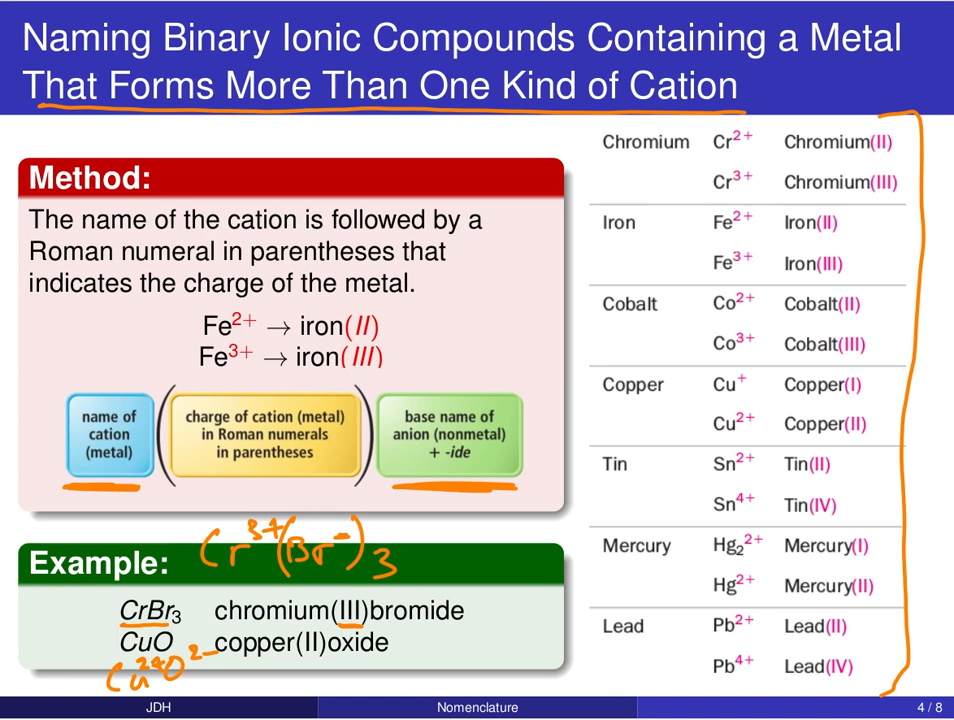 Naming Binary Ionic Compounds Containing a Metal
That Forms More Than One Kind of Cation
Method:
The name of the cation is followed by a
Roman numeral in parentheses that
indicates the charge of the metal.
Fe2+ → iron(II)
Fe3+ → iron(III)
name of
cation
(metal)
(
charge of cation (metal)
in Roman numerals
in parentheses
)
base name of
anion (nonmetal)
+ -ide
Cr3+(Br-)3
Example:
CrBr3 chromium(III)bromide
CuO copper(II)oxide
Cu2+O2-
Chromium Cr2+ Chromium(II)
Cr3+ Chromium(III)
Iron Fe2+ Iron(II)
Fe3+ Iron(III)
Cobalt Co2+ Cobalt(II)
Co3+ Cobalt(III)
Copper Cu+ Copper(I)
Cu2+ Copper(II)
Tin Sn2+ Tin(II)
Sn4+ Tin(IV)
Mercury Hg2 2+ Mercury(I)
Hg2+ Mercury(II)
Lead Pb2+ Lead(II)
Pb4+ Lead(IV)
JDH Nomenclature 4 / 8